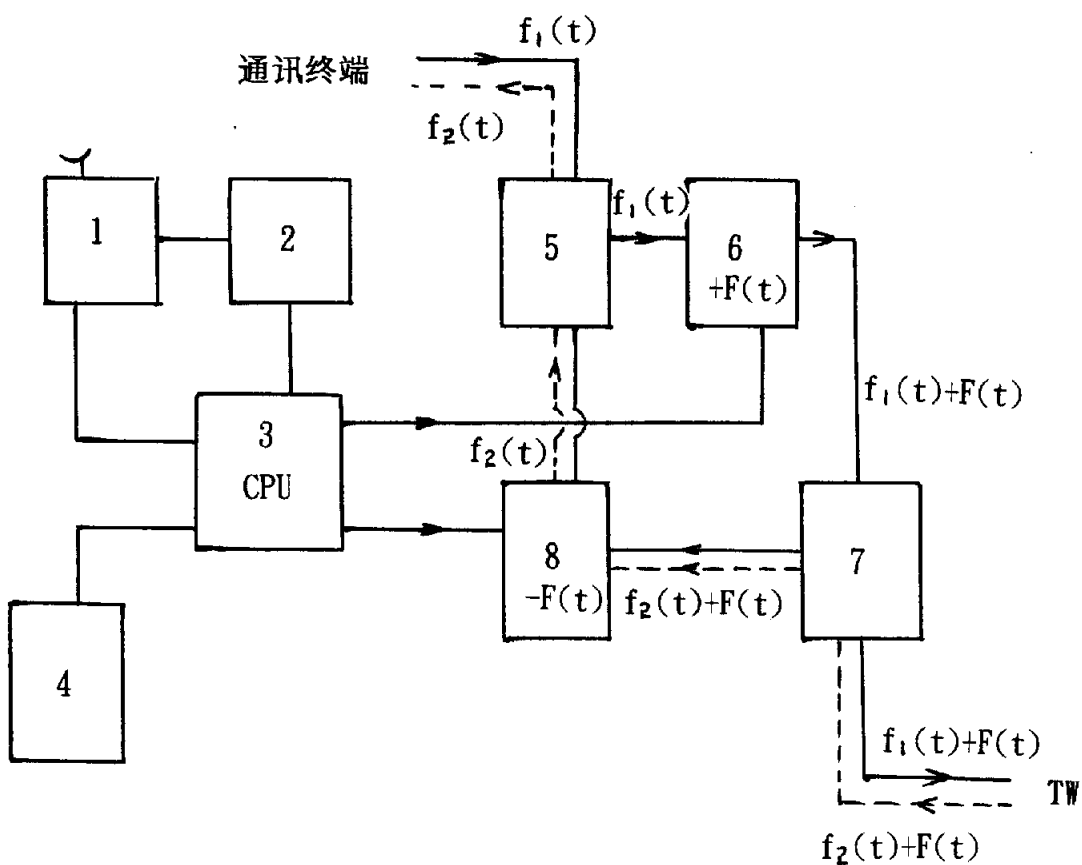 f₁(t)
通讯终端
f₂(t)
1
2
5
f₁(t)
6
+F(t)
f₁(t)+F(t)
3
CPU
f₂(t)
8
-F(t)
f₂(t)+F(t)
7
4
f₁(t)+F(t)
TW
f₂(t)+F(t)